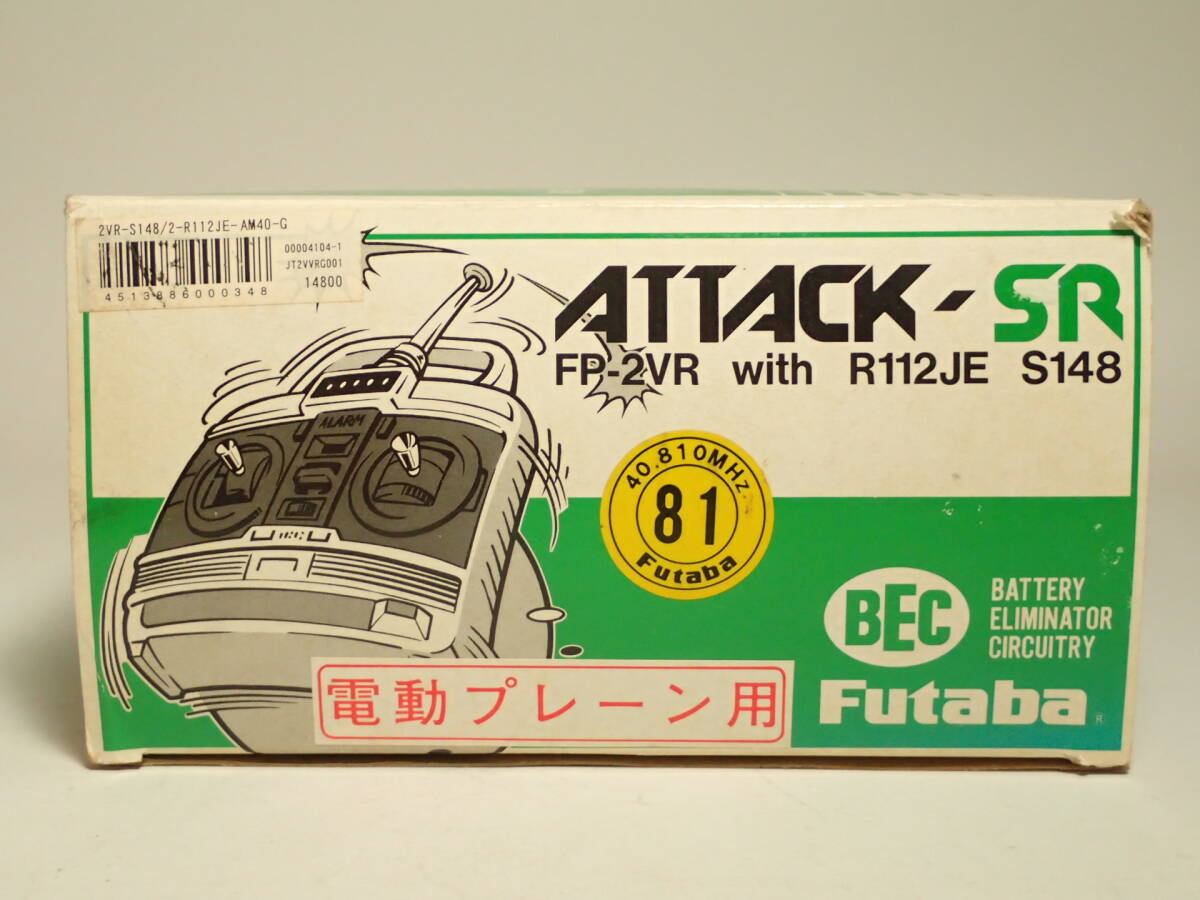 2VR-S148/2-R112JE-AM40-G
00004104-1
JT2VVRG001
4513886000348
14800
ATTACK-SR
FP-2VR with R112JE S148
ALARM
40.810MHz
81
Futaba
BEC
BATTERY
ELIMINATOR
CIRCUITRY
Futaba
®
電動プレーン用